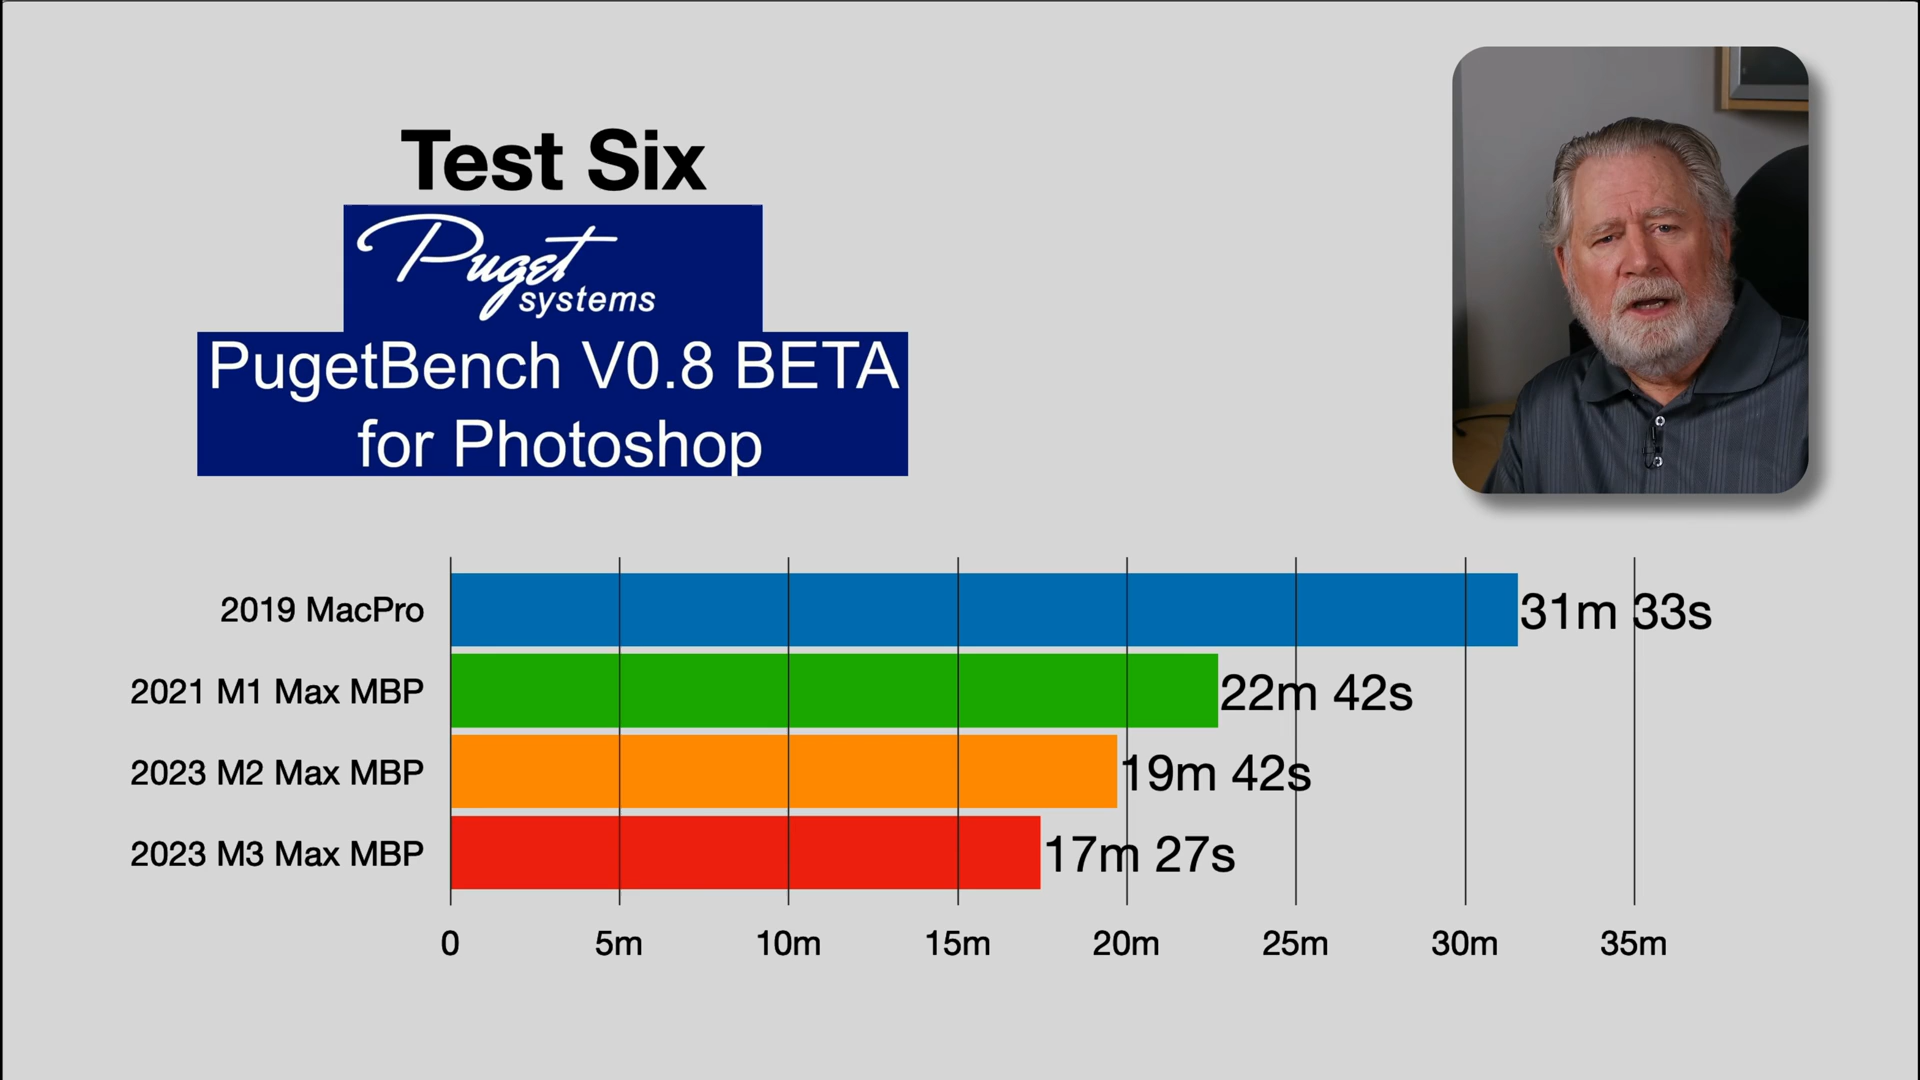 Test Six
Puget
systems
PugetBench V0.8 BETA
for Photoshop
2019 MacPro
31m 33s
2021 M1 Max MBP
22m 42s
2023 M2 Max MBP
19m 42s
2023 M3 Max MBP
17m 27s
0 5m 10m 15m 20m 25m 30m 35m